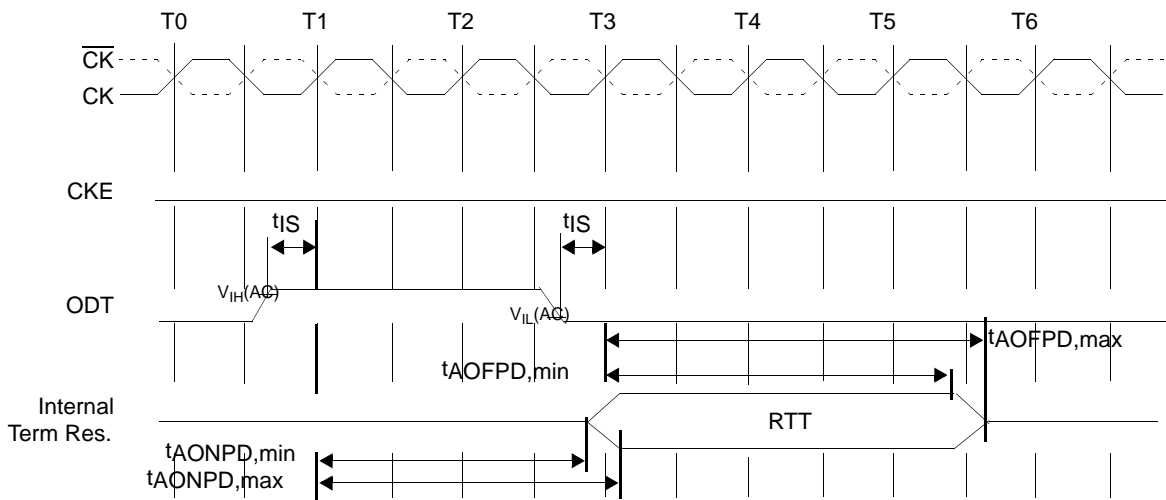 T0 T1 T2 T3 T4 T5 T6
CK
CK
CKE
tIS tIS
VIH(AC)
ODT
VIL(AC)
tAOFPD,max
tAOFPD,min
Internal
Term Res.
RTT
tAONPD,min
tAONPD,max